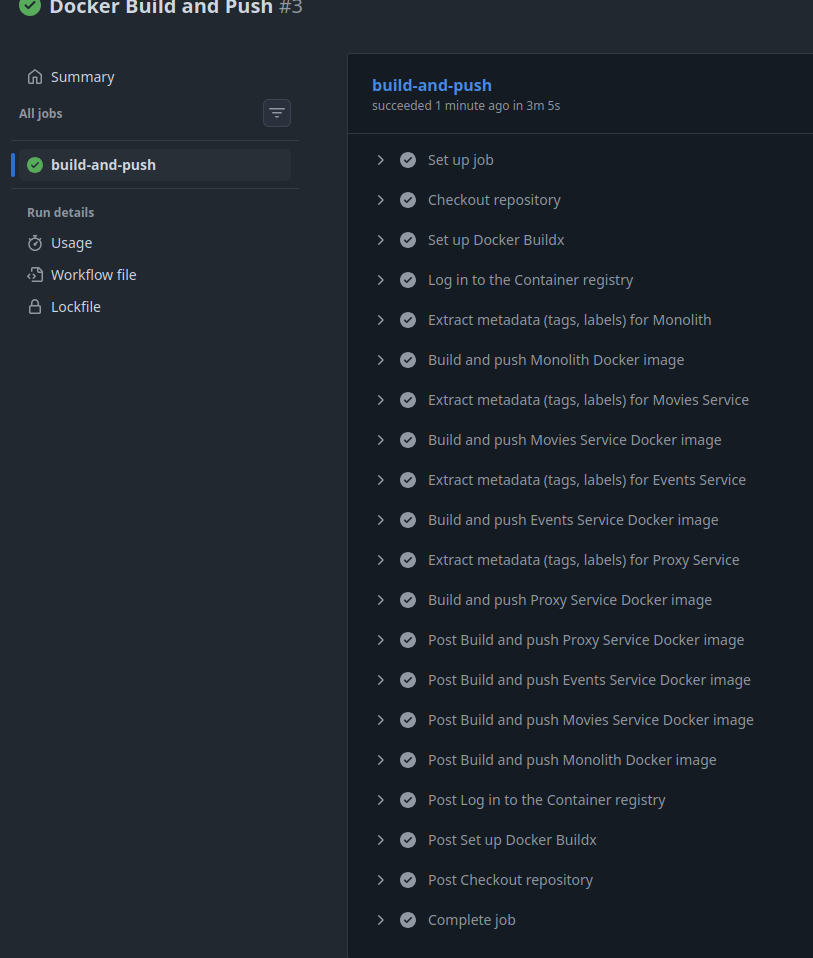 Docker Build and Push #3
Summary
All jobs
build-and-push
Run details
Usage
Workflow file
Lockfile
build-and-push
succeeded 1 minute ago in 3m 5s
Set up job
Checkout repository
Set up Docker Buildx
Log in to the Container registry
Extract metadata (tags, labels) for Monolith
Build and push Monolith Docker image
Extract metadata (tags, labels) for Movies Service
Build and push Movies Service Docker image
Extract metadata (tags, labels) for Events Service
Build and push Events Service Docker image
Extract metadata (tags, labels) for Proxy Service
Build and push Proxy Service Docker image
Post Build and push Proxy Service Docker image
Post Build and push Events Service Docker image
Post Build and push Movies Service Docker image
Post Build and push Monolith Docker image
Post Log in to the Container registry
Post Set up Docker Buildx
Post Checkout repository
Complete job